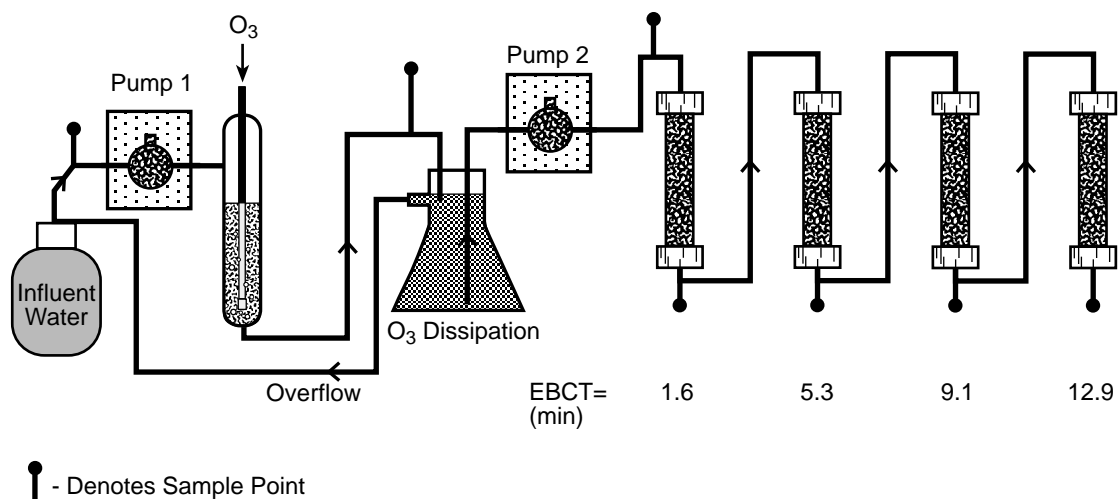 O3
Pump 1
Pump 2
Influent
Water
O3 Dissipation
Overflow
EBCT= 1.6 5.3 9.1 12.9
(min)
- Denotes Sample Point